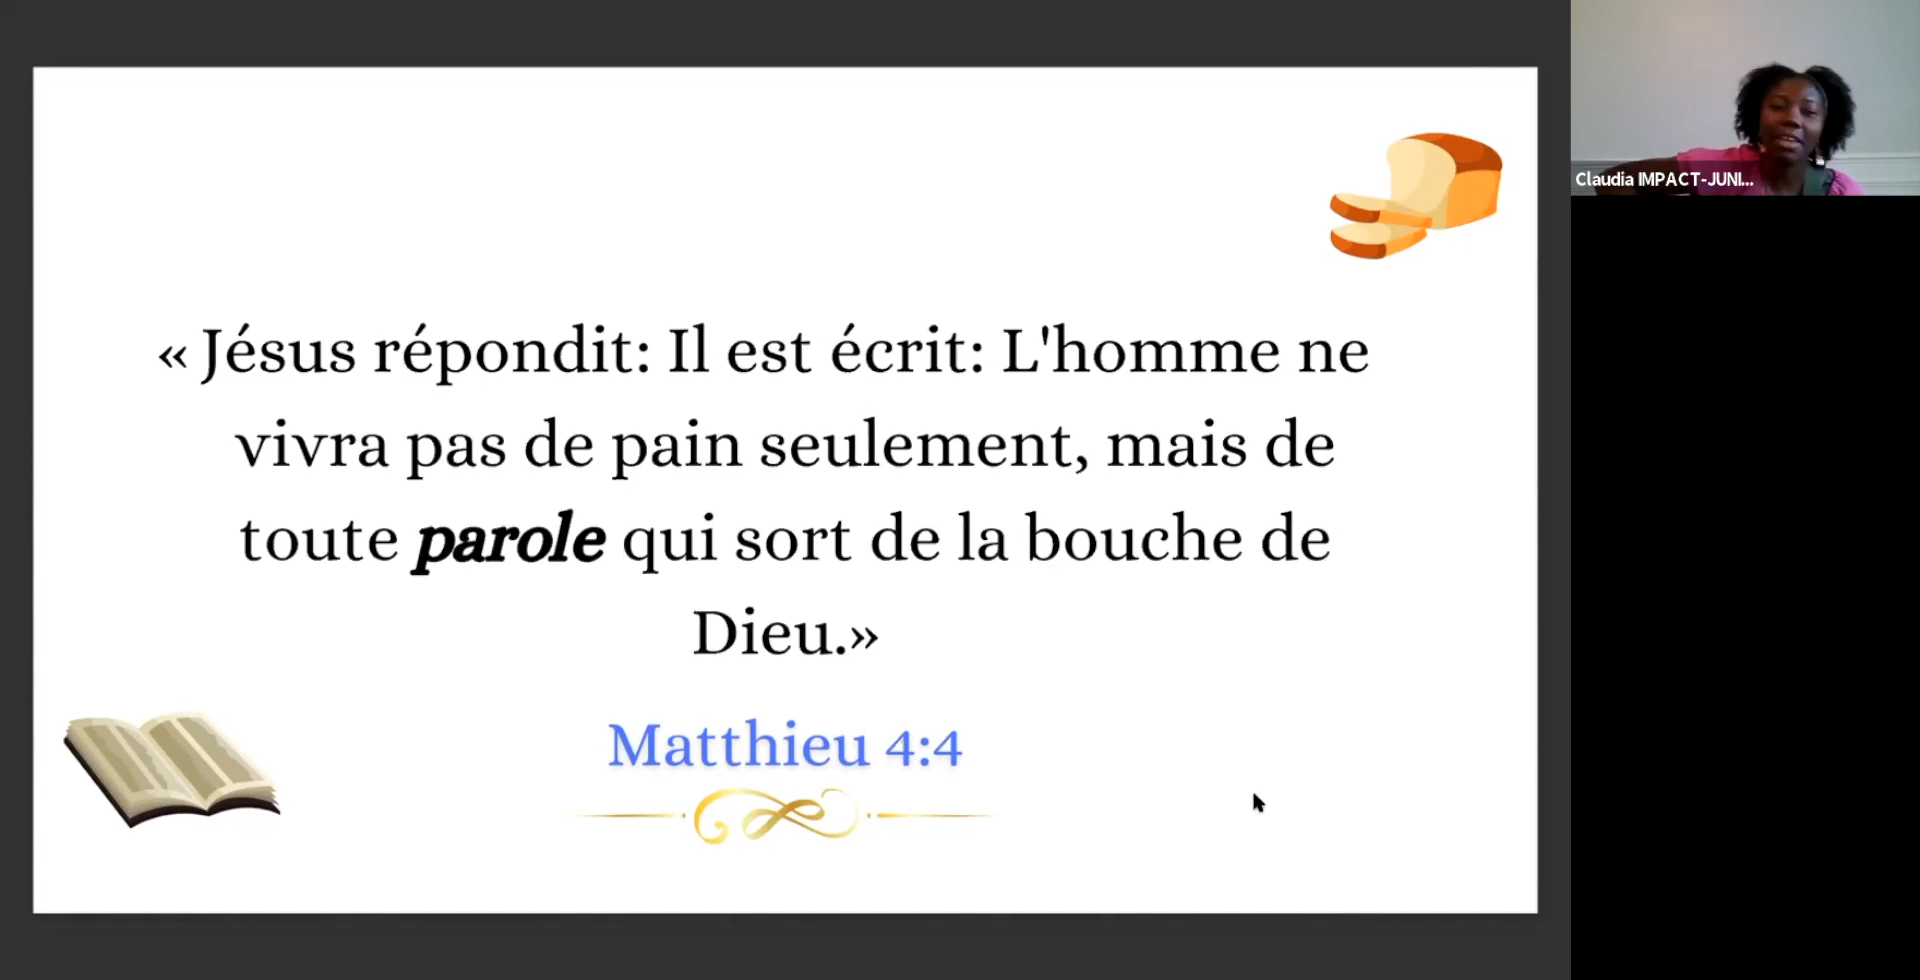 « Jésus répondit: Il est écrit: L'homme ne
vivra pas de pain seulement, mais de
toute parole qui sort de la bouche de
Dieu.»
Matthieu 4:4
Claudia IMPACT-JUNI...